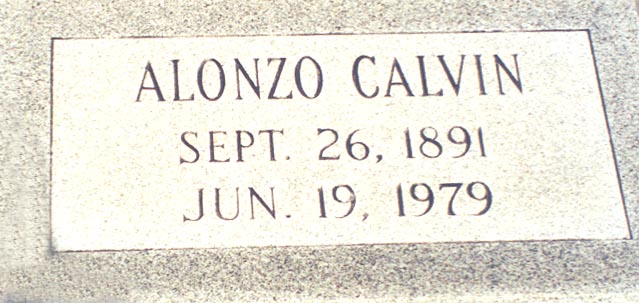 ALONZO CALVIN
SEPT. 26, 1891
JUN. 19, 1979